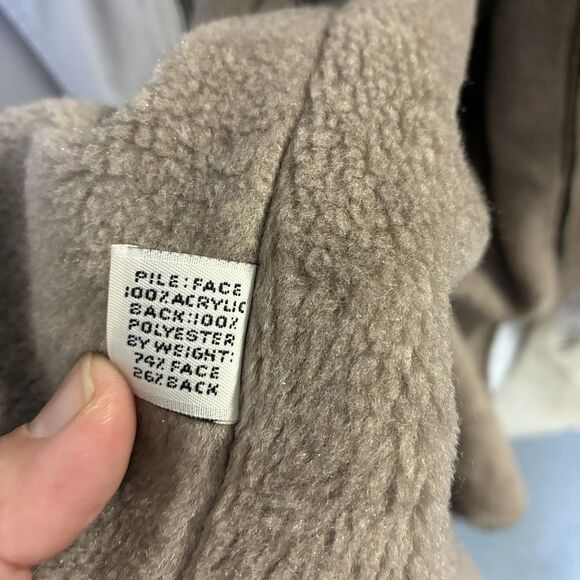 PILE:FACE
100%ACRYLIC
BACK:100%
POLYESTER
BY WEIGHT:
74% FACE
26% BACK